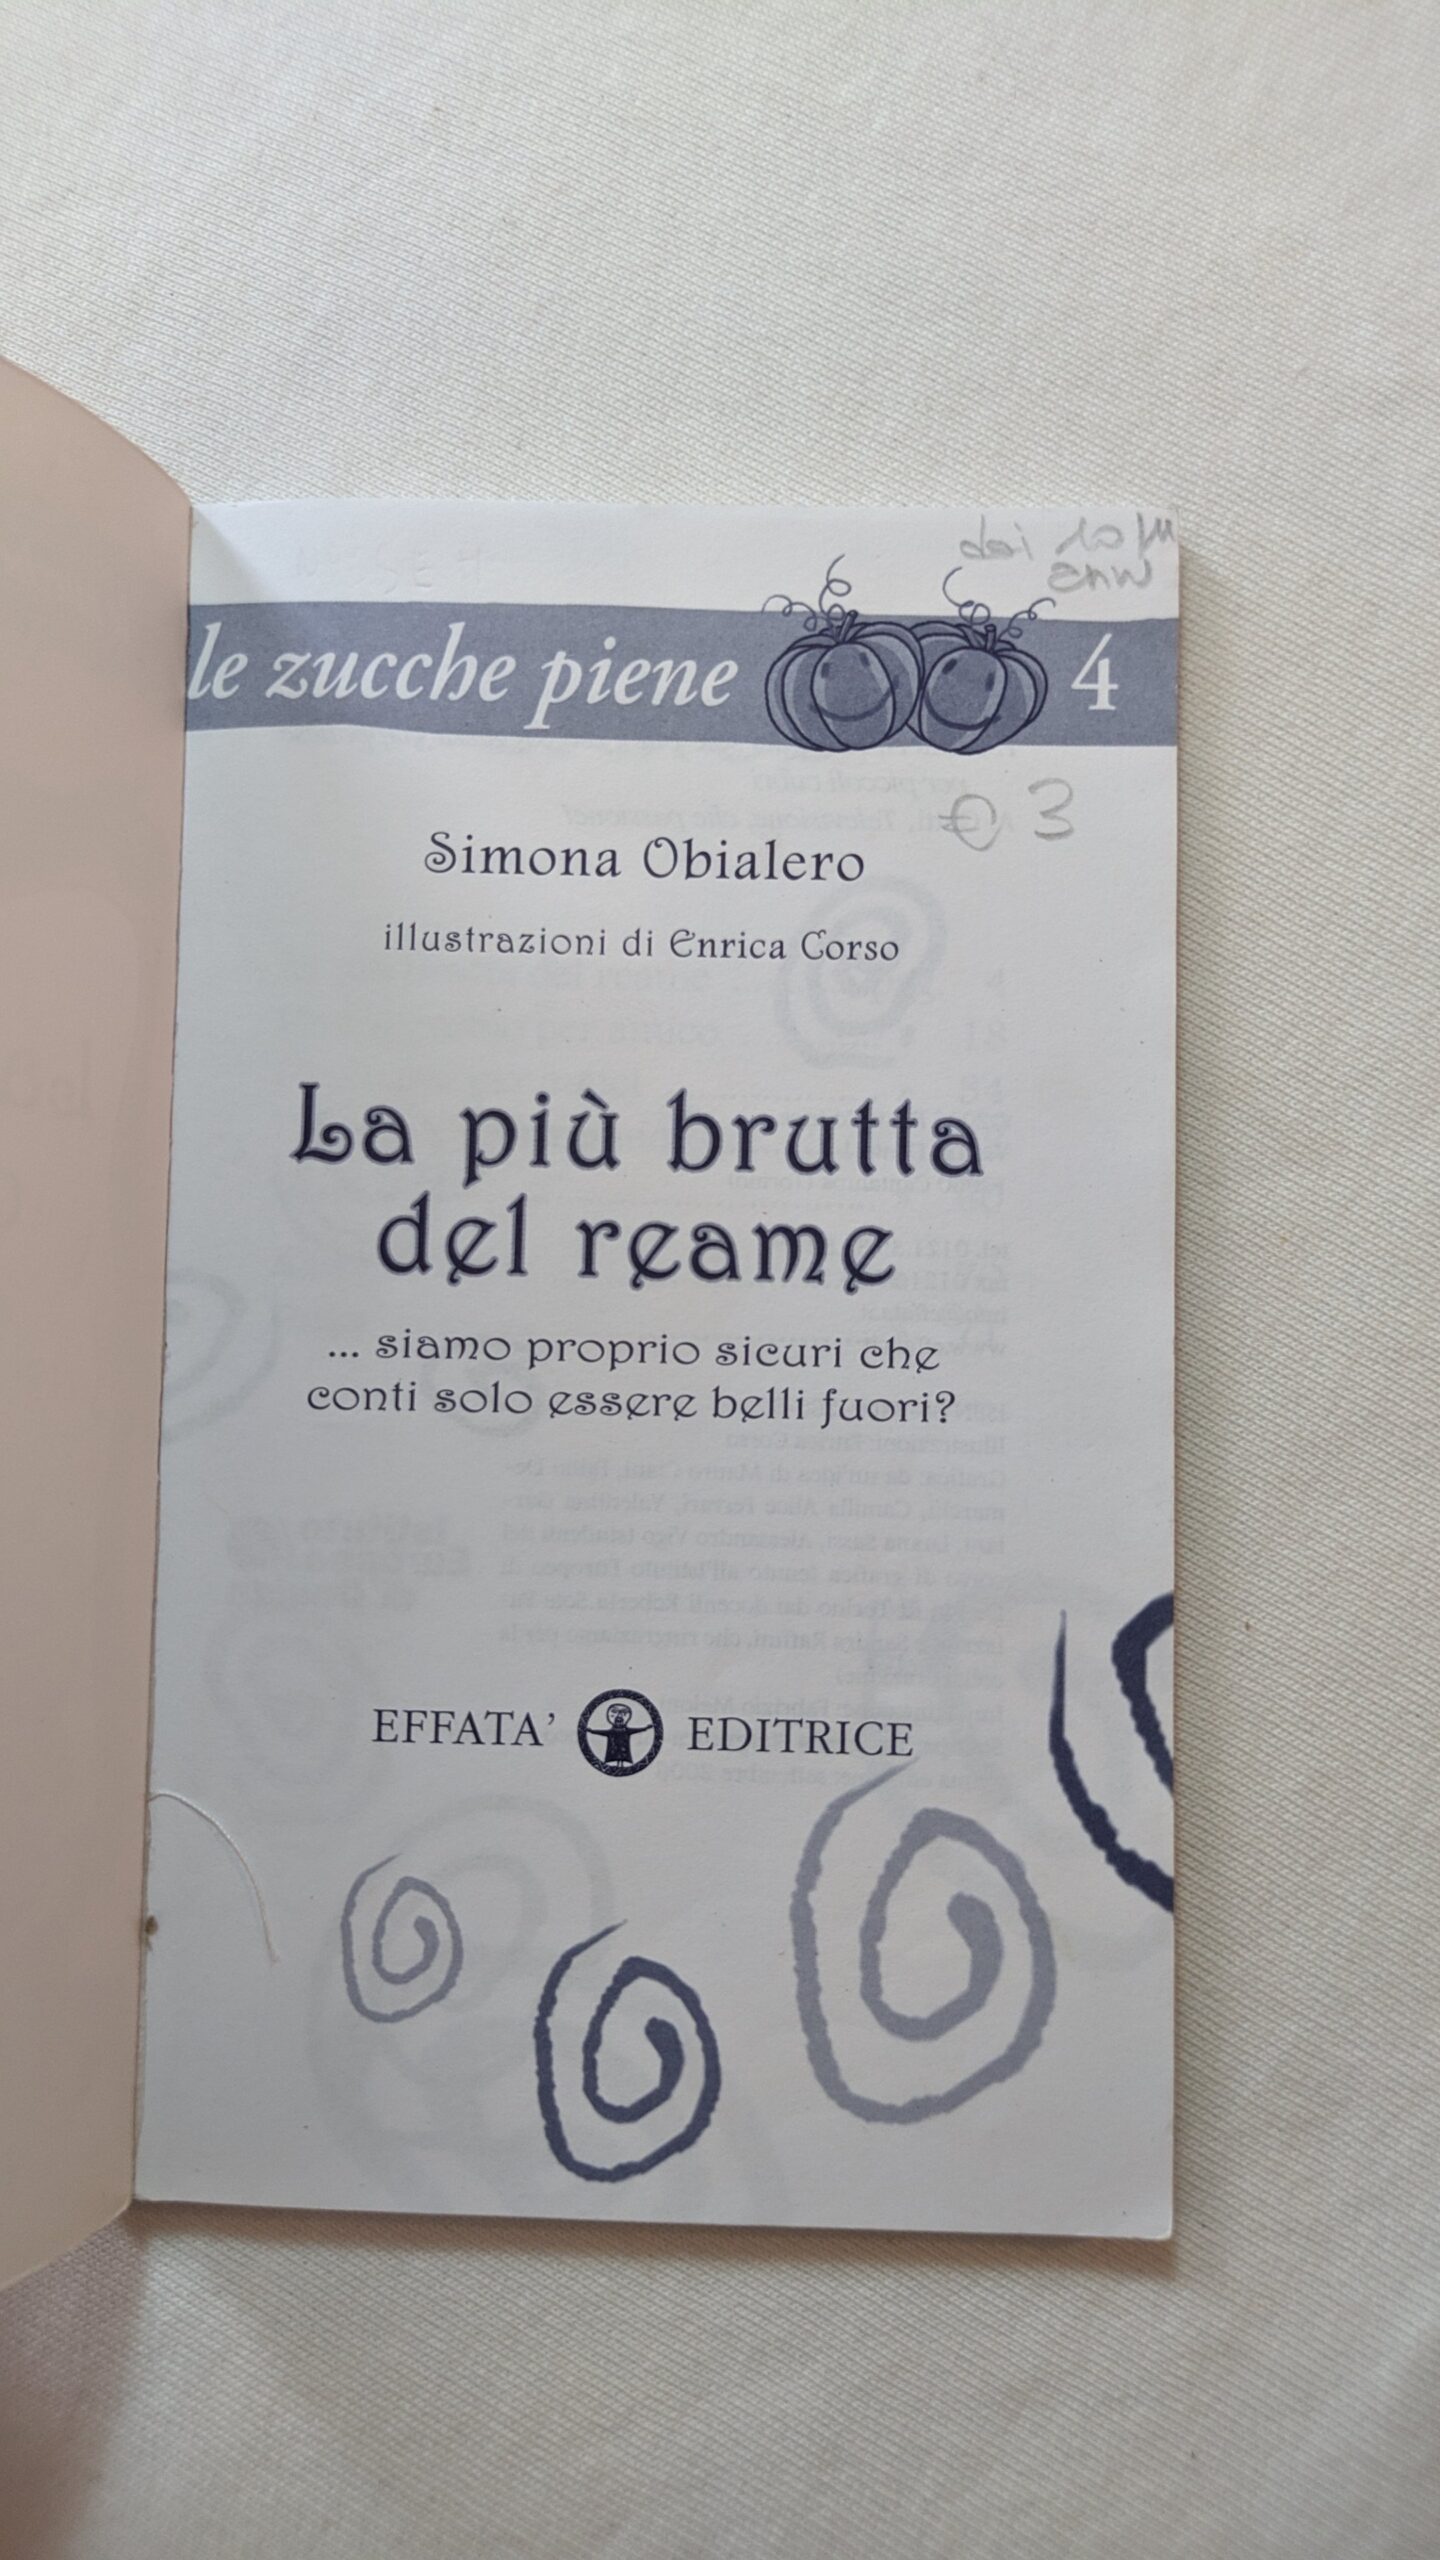 le zucche piene 4
€ 3
Simona Obialero
illustrazioni di Enrica Corso
La più brutta
del reame
... siamo proprio sicuri che
conti solo essere belli fuori?
EFFATA' EDITRICE